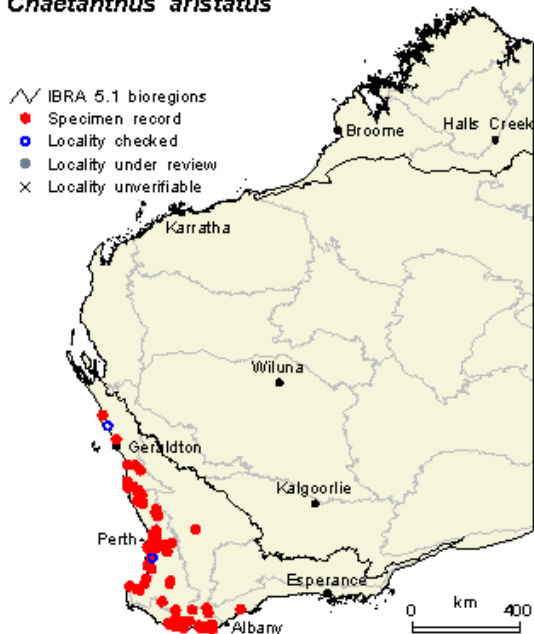 Chaetanthus aristatus
IBRA 5.1 bioregions
Specimen record
Locality checked
Locality under review
Locality unverifiable
Broome
Halls Creek
Karratha
Wiluna
Geraldton
Kalgoorlie
Perth
Esperance
Albany
km
0 400